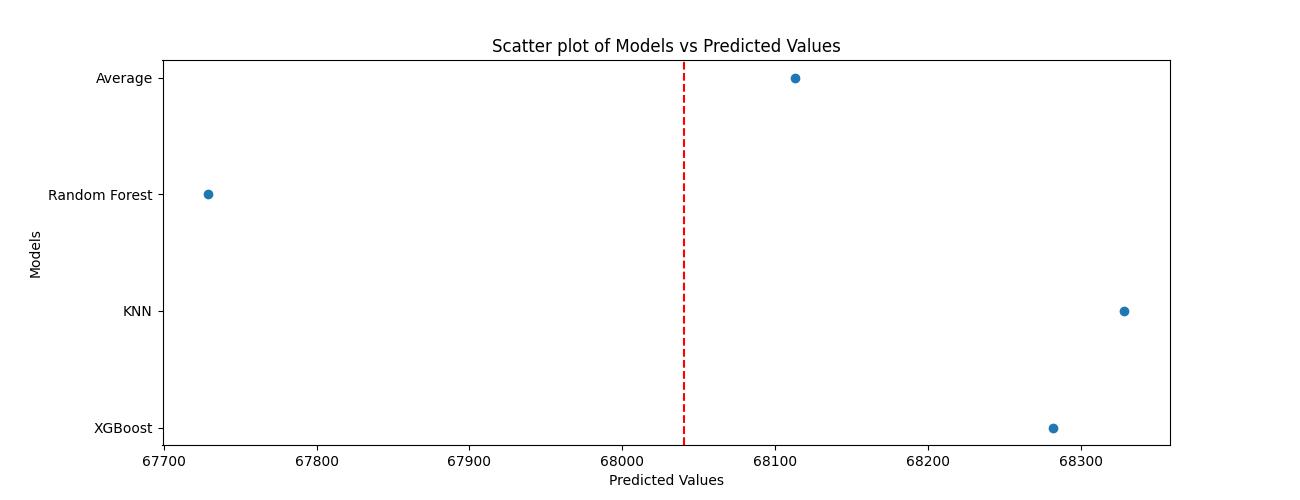 Scatter plot of Models vs Predicted Values
Average
Random Forest
Models
KNN
XGBoost
67700 67800 67900 68000 68100 68200 68300
Predicted Values